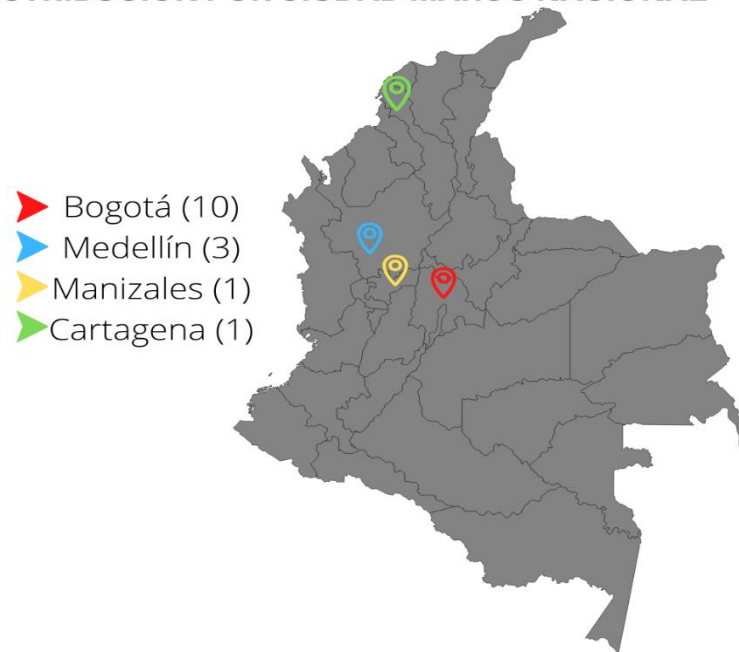 Bogotá (10)
Medellín (3)
Manizales (1)
Cartagena (1)